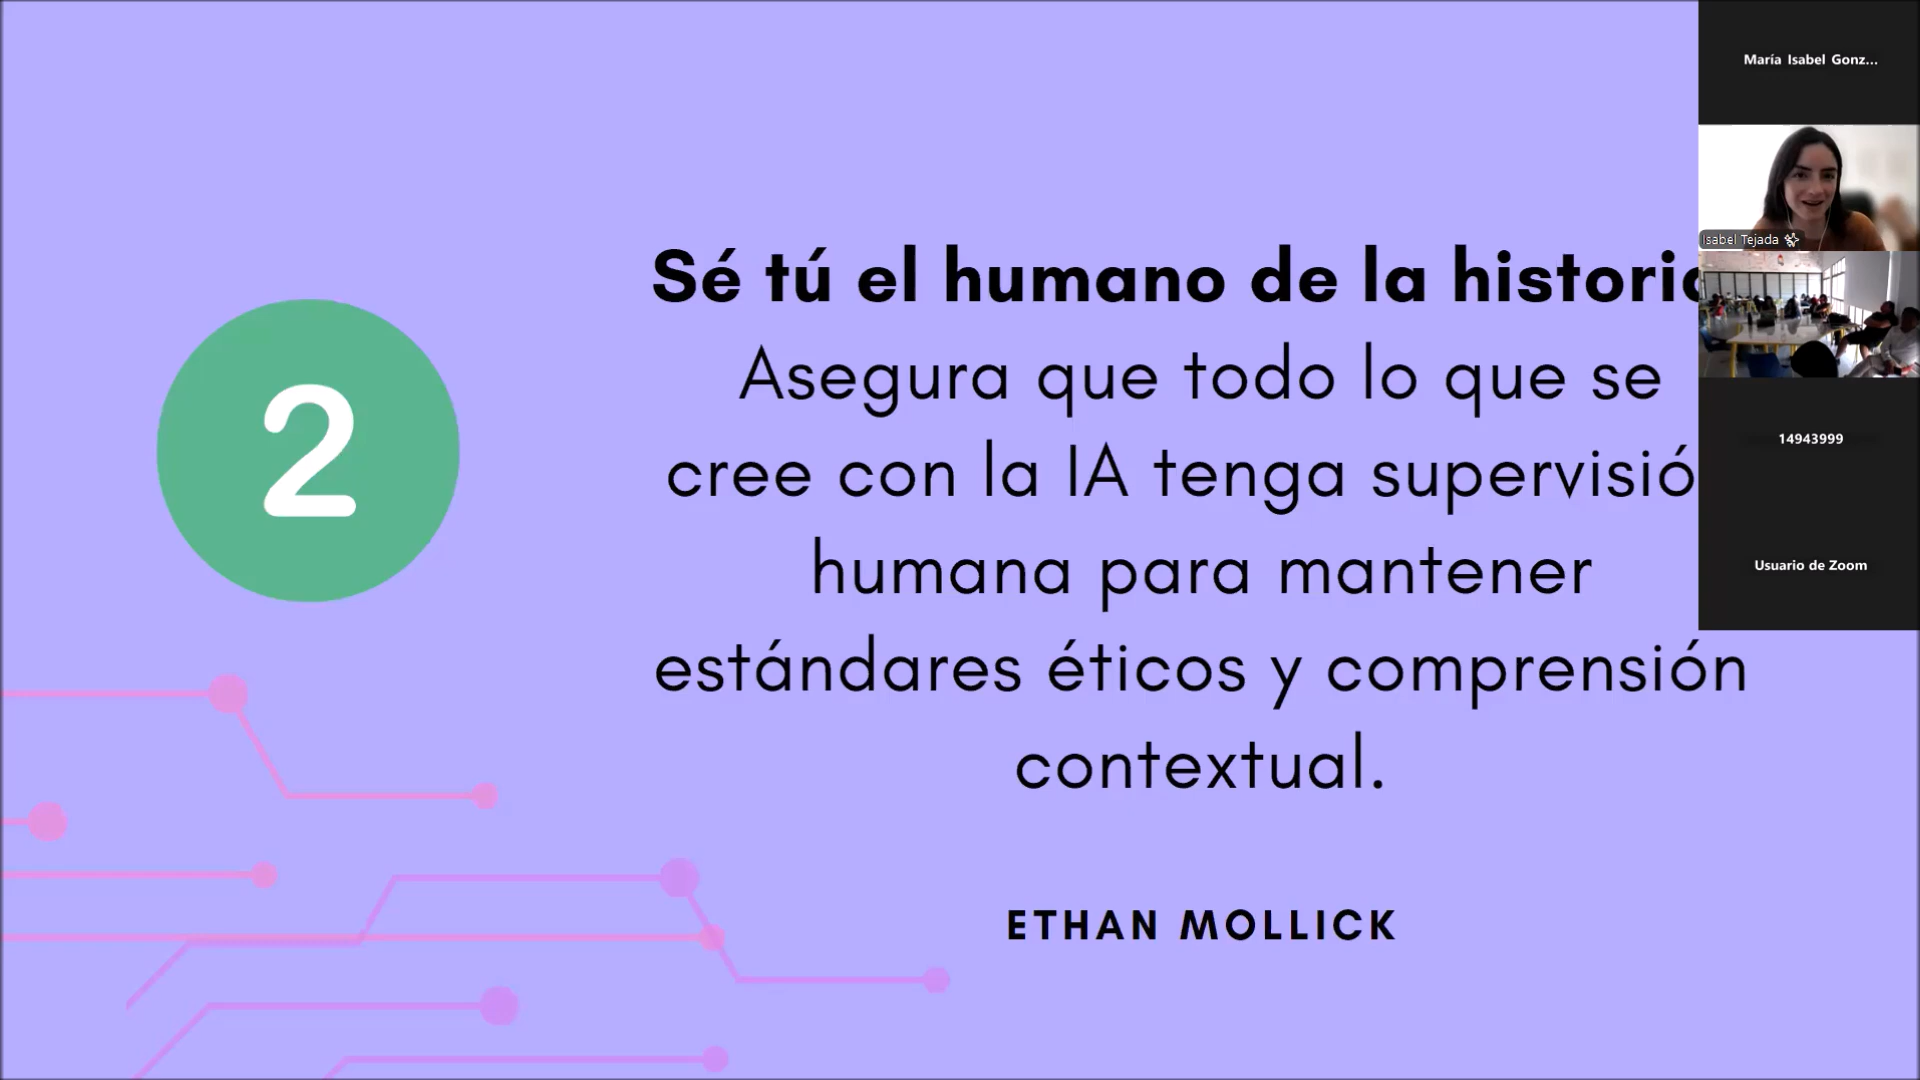 2
Sé tú el humano de la histori
Asegura que todo lo que se
cree con la IA tenga supervisió
humana para mantener
estándares éticos y comprensión
contextual.
ETHAN MOLLICK
María Isabel Gonz...
Isabel Tejada
14943999
Usuario de Zoom